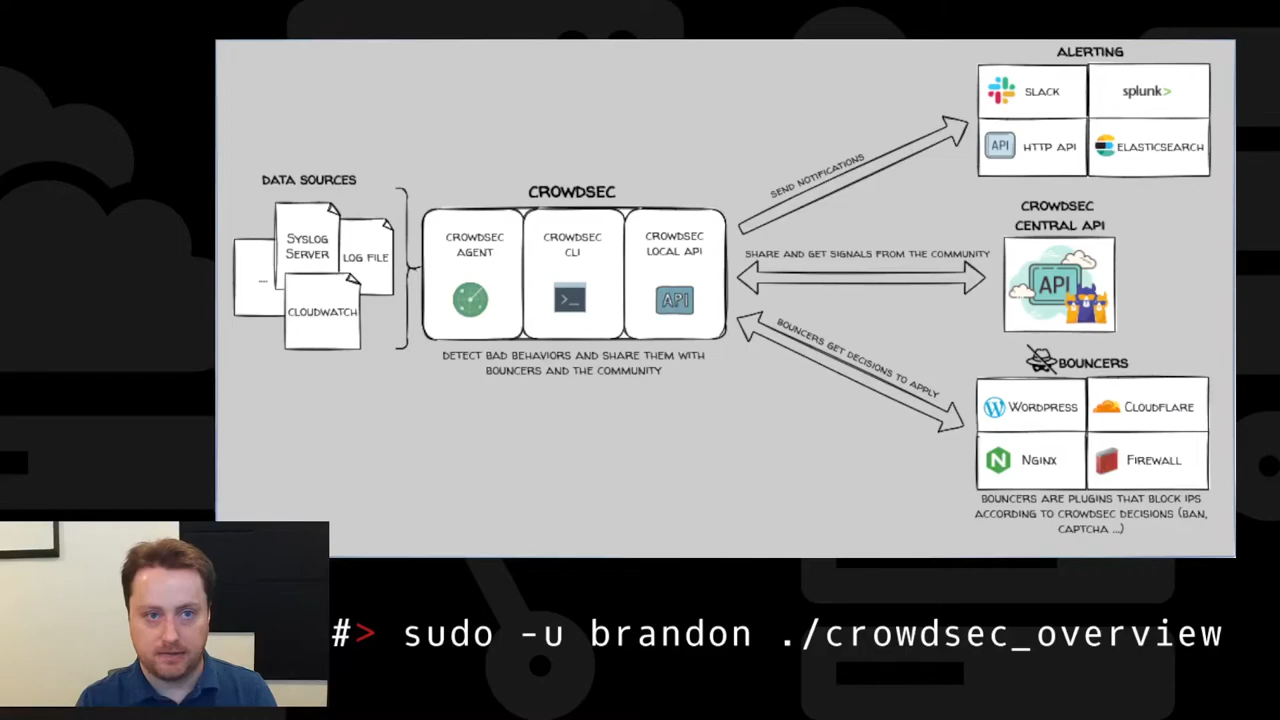 ALERTING
SLACK
splunk>
API
HTTP API
ELASTICSEARCH
DATA SOURCES
...
SYSLOG
SERVER
LOG FILE
CLOUDWATCH
CROWDSEC
CROWDSEC
AGENT
CROWDSEC
CLI
>_
CROWDSEC
LOCAL API
API
DETECT BAD BEHAVIORS AND SHARE THEM WITH
BOUNCERS AND THE COMMUNITY
SEND NOTIFICATIONS
SHARE AND GET SIGNALS FROM THE COMMUNITY
BOUNCERS GET DECISIONS TO APPLY
CROWDSEC
CENTRAL API
API
BOUNCERS
WORDPRESS
CLOUDFLARE
NGINX
FIREWALL
BOUNCERS ARE PLUGINS THAT BLOCK IPS
ACCORDING TO CROWDSEC DECISIONS (BAN,
CAPTCHA ...)
#> sudo -u brandon ./crowdsec_overview